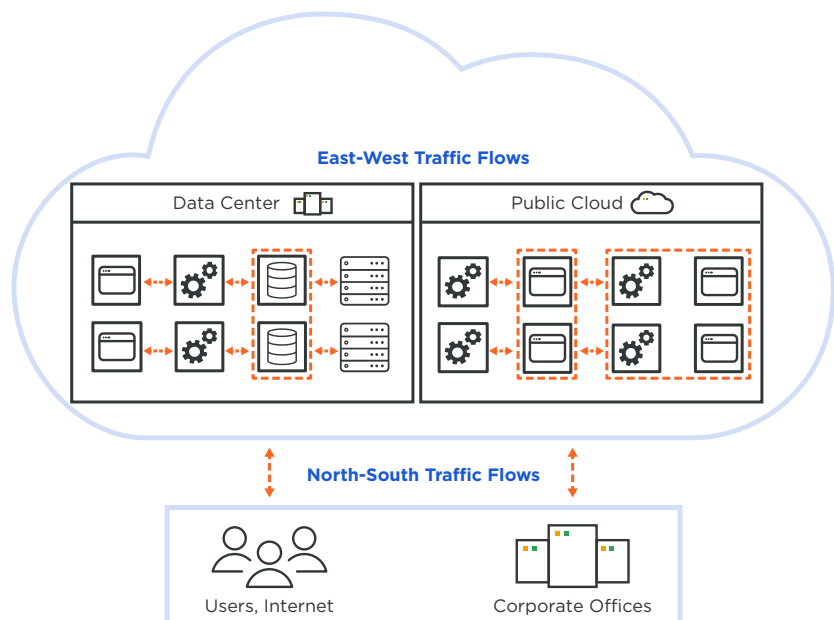 East-West Traffic Flows
Data Center
Public Cloud
North-South Traffic Flows
Users, Internet
Corporate Offices